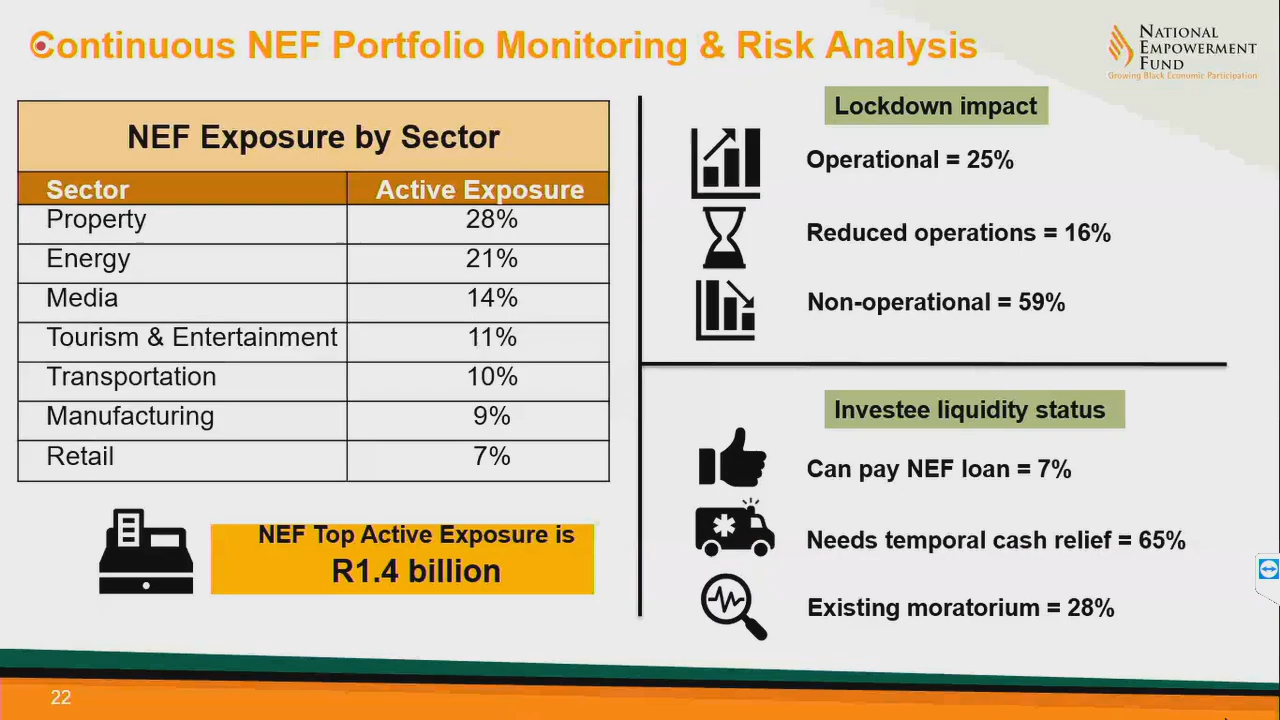 Continuous NEF Portfolio Monitoring & Risk Analysis
NATIONAL
EMPOWERMENT
FUND
Growing Black Economic Participation
NEF Exposure by Sector
Sector Active Exposure
Property 28%
Energy 21%
Media 14%
Tourism & Entertainment 11%
Transportation 10%
Manufacturing 9%
Retail 7%
NEF Top Active Exposure is
R1.4 billion
Lockdown impact
Operational = 25%
Reduced operations = 16%
Non-operational = 59%
Investee liquidity status
Can pay NEF loan = 7%
Needs temporal cash relief = 65%
Existing moratorium = 28%
22